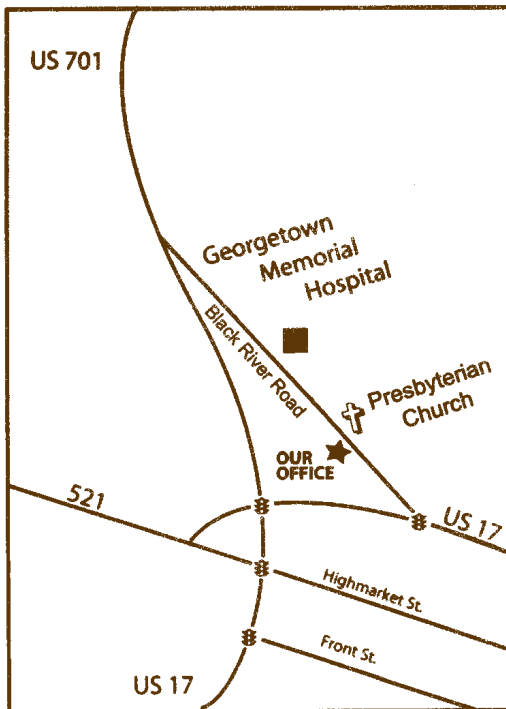 US 701
Georgetown
Memorial
Hospital
Black River Road
Presbyterian
Church
OUR
OFFICE
521
US 17
Highmarket St.
Front St.
US 17